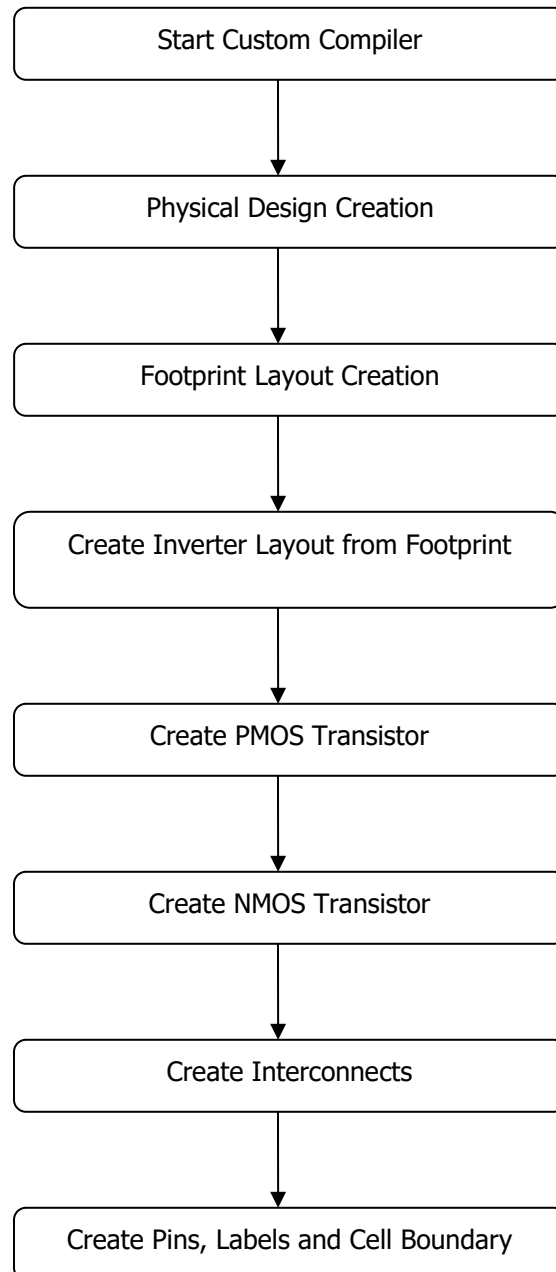 Start Custom Compiler
Physical Design Creation
Footprint Layout Creation
Create Inverter Layout from Footprint
Create PMOS Transistor
Create NMOS Transistor
Create Interconnects
Create Pins, Labels and Cell Boundary